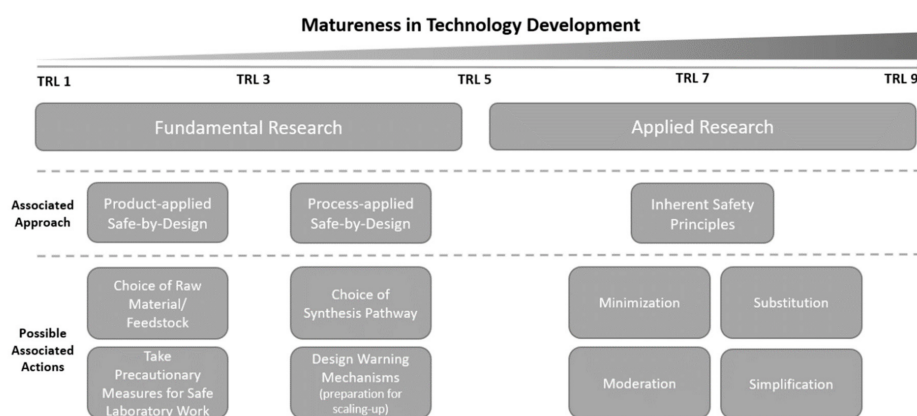 Matureness in Technology Development
TRL 1
TRL 3
TRL 5
TRL 7
TRL 9
Fundamental Research
Applied Research
Associated
Approach
Product-applied
Safe-by-Design
Process-applied
Safe-by-Design
Inherent Safety
Principles
Possible
Associated
Actions
Choice of Raw
Material/
Feedstock
Choice of
Synthesis Pathway
Minimization
Substitution
Take
Precautionary
Measures for Safe
Laboratory Work
Design Warning
Mechanisms
(preparation for
scaling-up)
Moderation
Simplification